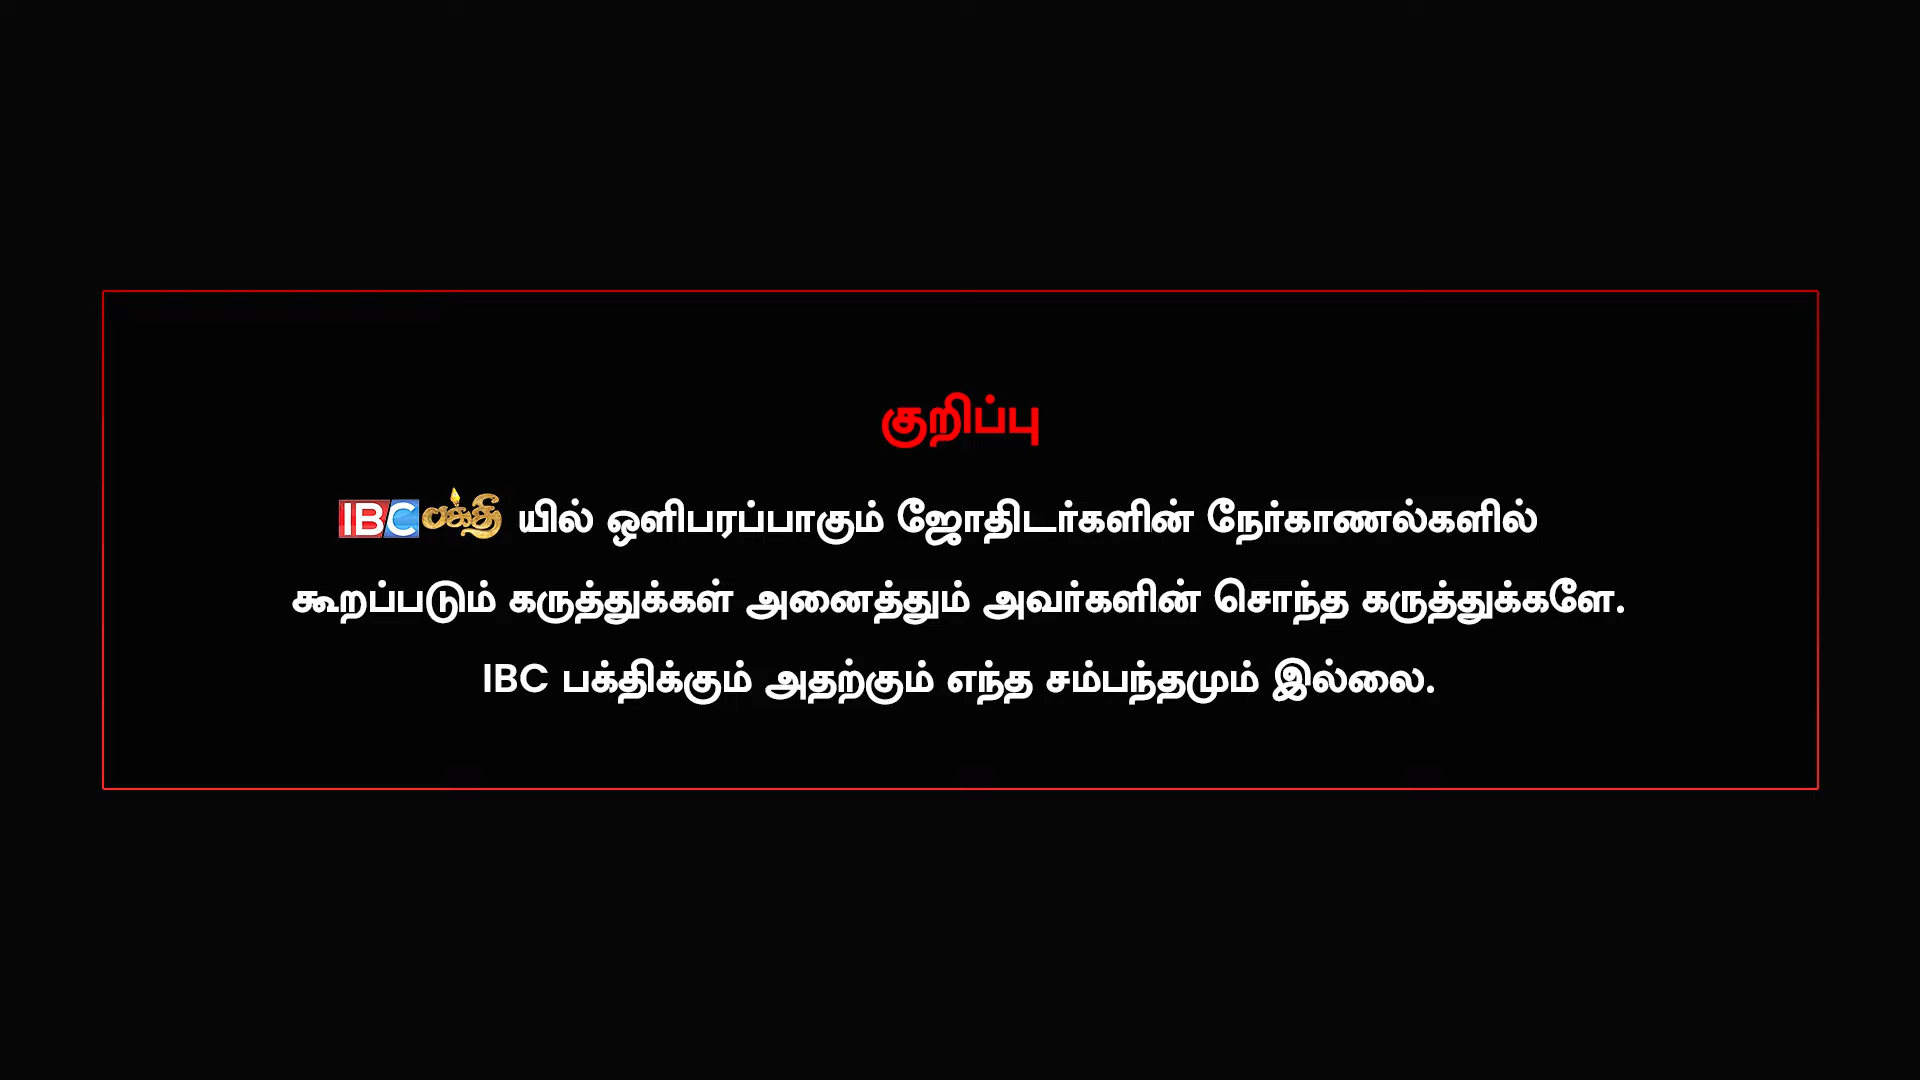 குறிப்பு
IBC பக்தி யில் ஒளிபரப்பாகும் ஜோதிடர்களின் நேர்காணல்களில்
கூறப்படும் கருத்துக்கள் அனைத்தும் அவர்களின் சொந்த கருத்துக்களே.
IBC பக்திக்கும் அதற்கும் எந்த சம்பந்தமும் இல்லை.